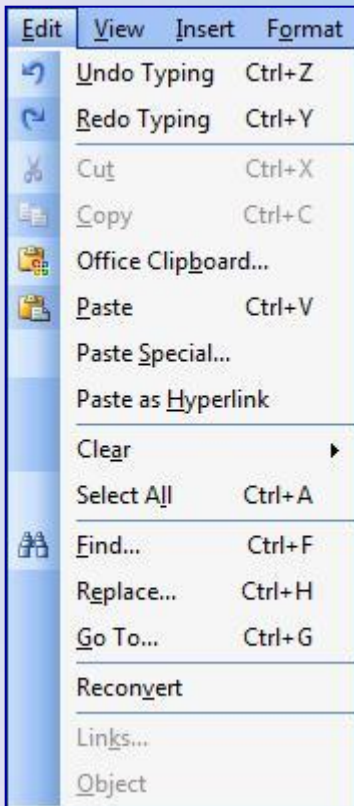 Edit View Insert Format
Undo Typing Ctrl+Z
Redo Typing Ctrl+Y
Cut Ctrl+X
Copy Ctrl+C
Office Clipboard...
Paste Ctrl+V
Paste Special...
Paste as Hyperlink
Clear
Select All Ctrl+A
Find... Ctrl+F
Replace... Ctrl+H
Go To... Ctrl+G
Reconvert
Links...
Object